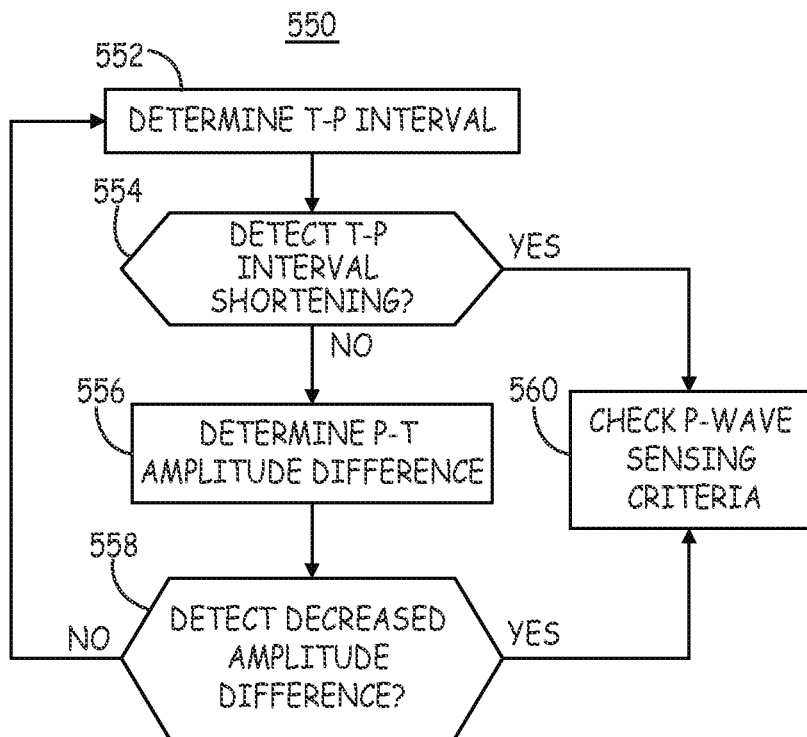 550
552
DETERMINE T-P INTERVAL
554
DETECT T-P
INTERVAL
SHORTENING?
YES
NO
556
DETERMINE P-T
AMPLITUDE DIFFERENCE
560
CHECK P-WAVE
SENSING
CRITERIA
558
DETECT DECREASED
AMPLITUDE
DIFFERENCE?
NO
YES